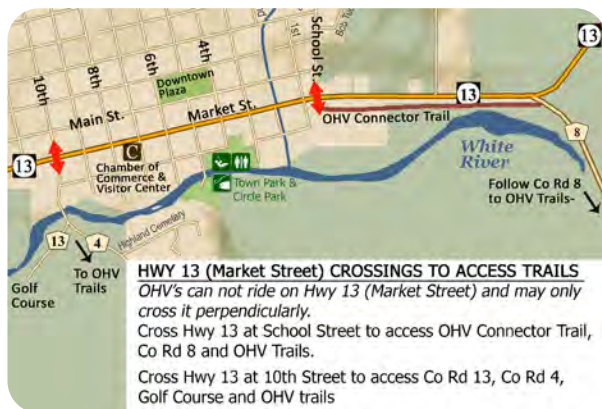 13
Bob Tuc
School St.
1st
4th
6th
8th
10th
Downtown
Plaza
Main St.
Market St.
13
OHV Connector Trail
13
C
Chamber of
Commerce &
Visitor Center
Town Park &
Circle Park
White
River
8
Follow Co Rd 8
to OHV Trails-
Highland Cemetery
13
4
To OHV
Trails
Golf
Course
HWY 13 (Market Street) CROSSINGS TO ACCESS TRAILS
OHV's can not ride on Hwy 13 (Market Street) and may only
cross it perpendicularly.
Cross Hwy 13 at School Street to access OHV Connector Trail,
Co Rd 8 and OHV Trails.
Cross Hwy 13 at 10th Street to access Co Rd 13, Co Rd 4,
Golf Course and OHV trails